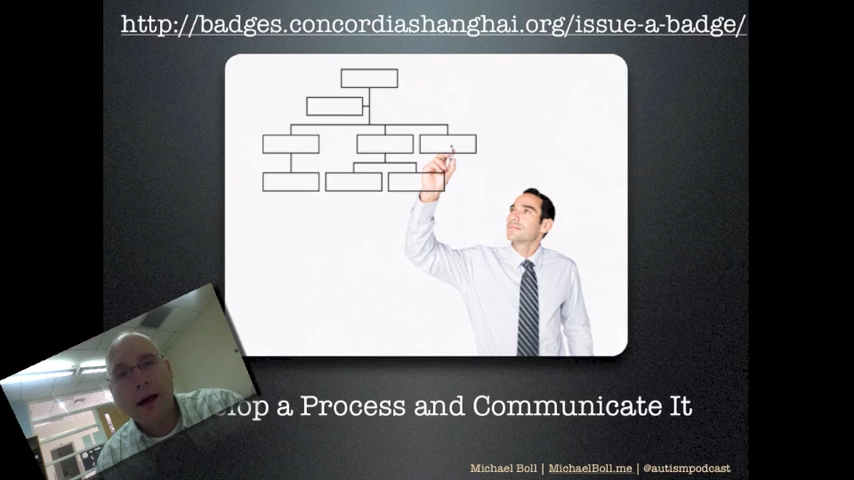 http://badges.concordiashanghai.org/issue-a-badge/
lop a Process and Communicate It
Michael Boll | MichaelBoll.me | @autismpodcast